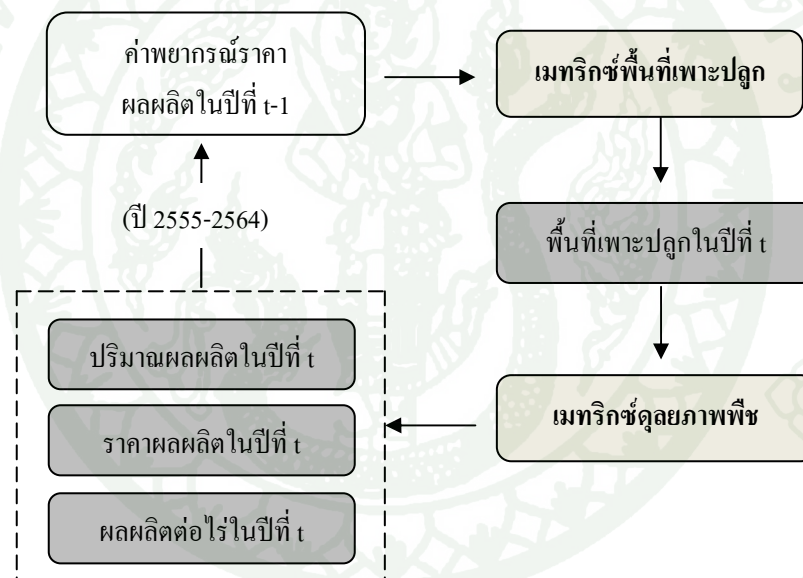 ค่าพยากรณ์ราคา
ผลผลิตในปีที่ t-1
เมทริกซ์พื้นที่เพาะปลูก
(ปี 2555-2564)
พื้นที่เพาะปลูกในปีที่ t
ปริมาณผลผลิตในปีที่ t
ราคาผลผลิตในปีที่ t
ผลผลิตต่อไร่ในปีที่ t
เมทริกซ์ดุลยภาพพืช